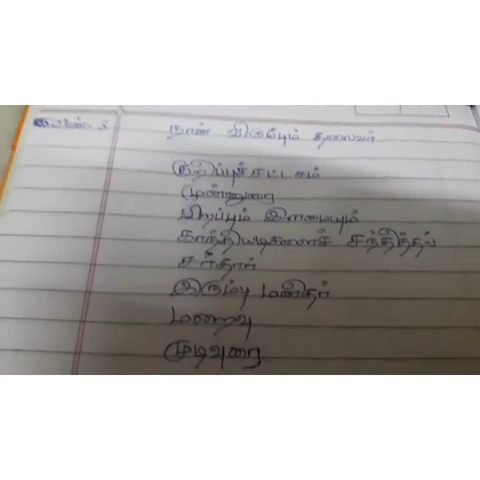 நான் விரும்பும் தலைவர்
குறிப்புச்சட்டகம்
முன்னுரை
பிறப்பும் இளமையும்
காந்தியடிகளைச் சந்தித்தல்
சர்தார்
இரும்பு மனிதர்
மறைவு
முடிவுரை